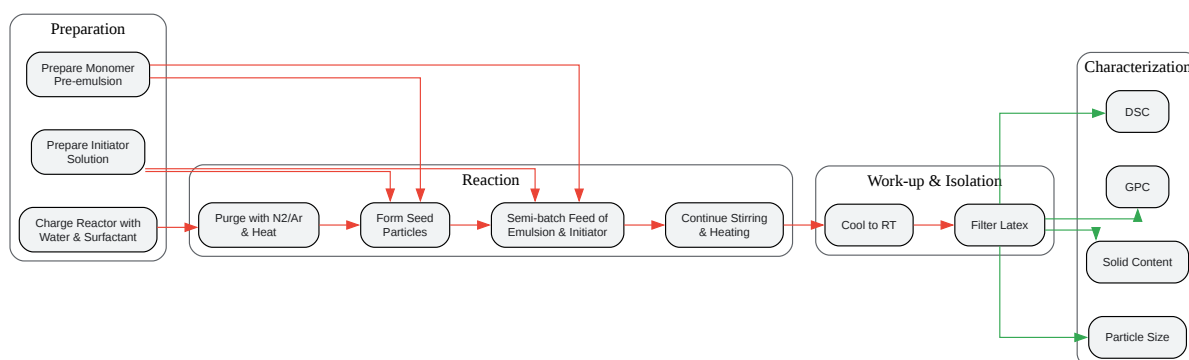 Preparation
Prepare Monomer
Pre-emulsion
Prepare Initiator
Solution
Charge Reactor with
Water & Surfactant
Reaction
Purge with N2/Ar
& Heat
Form Seed
Particles
Semi-batch Feed of
Emulsion & Initiator
Continue Stirring
& Heating
Work-up & Isolation
Cool to RT
Filter Latex
Characterization
DSC
GPC
Solid Content
Particle Size